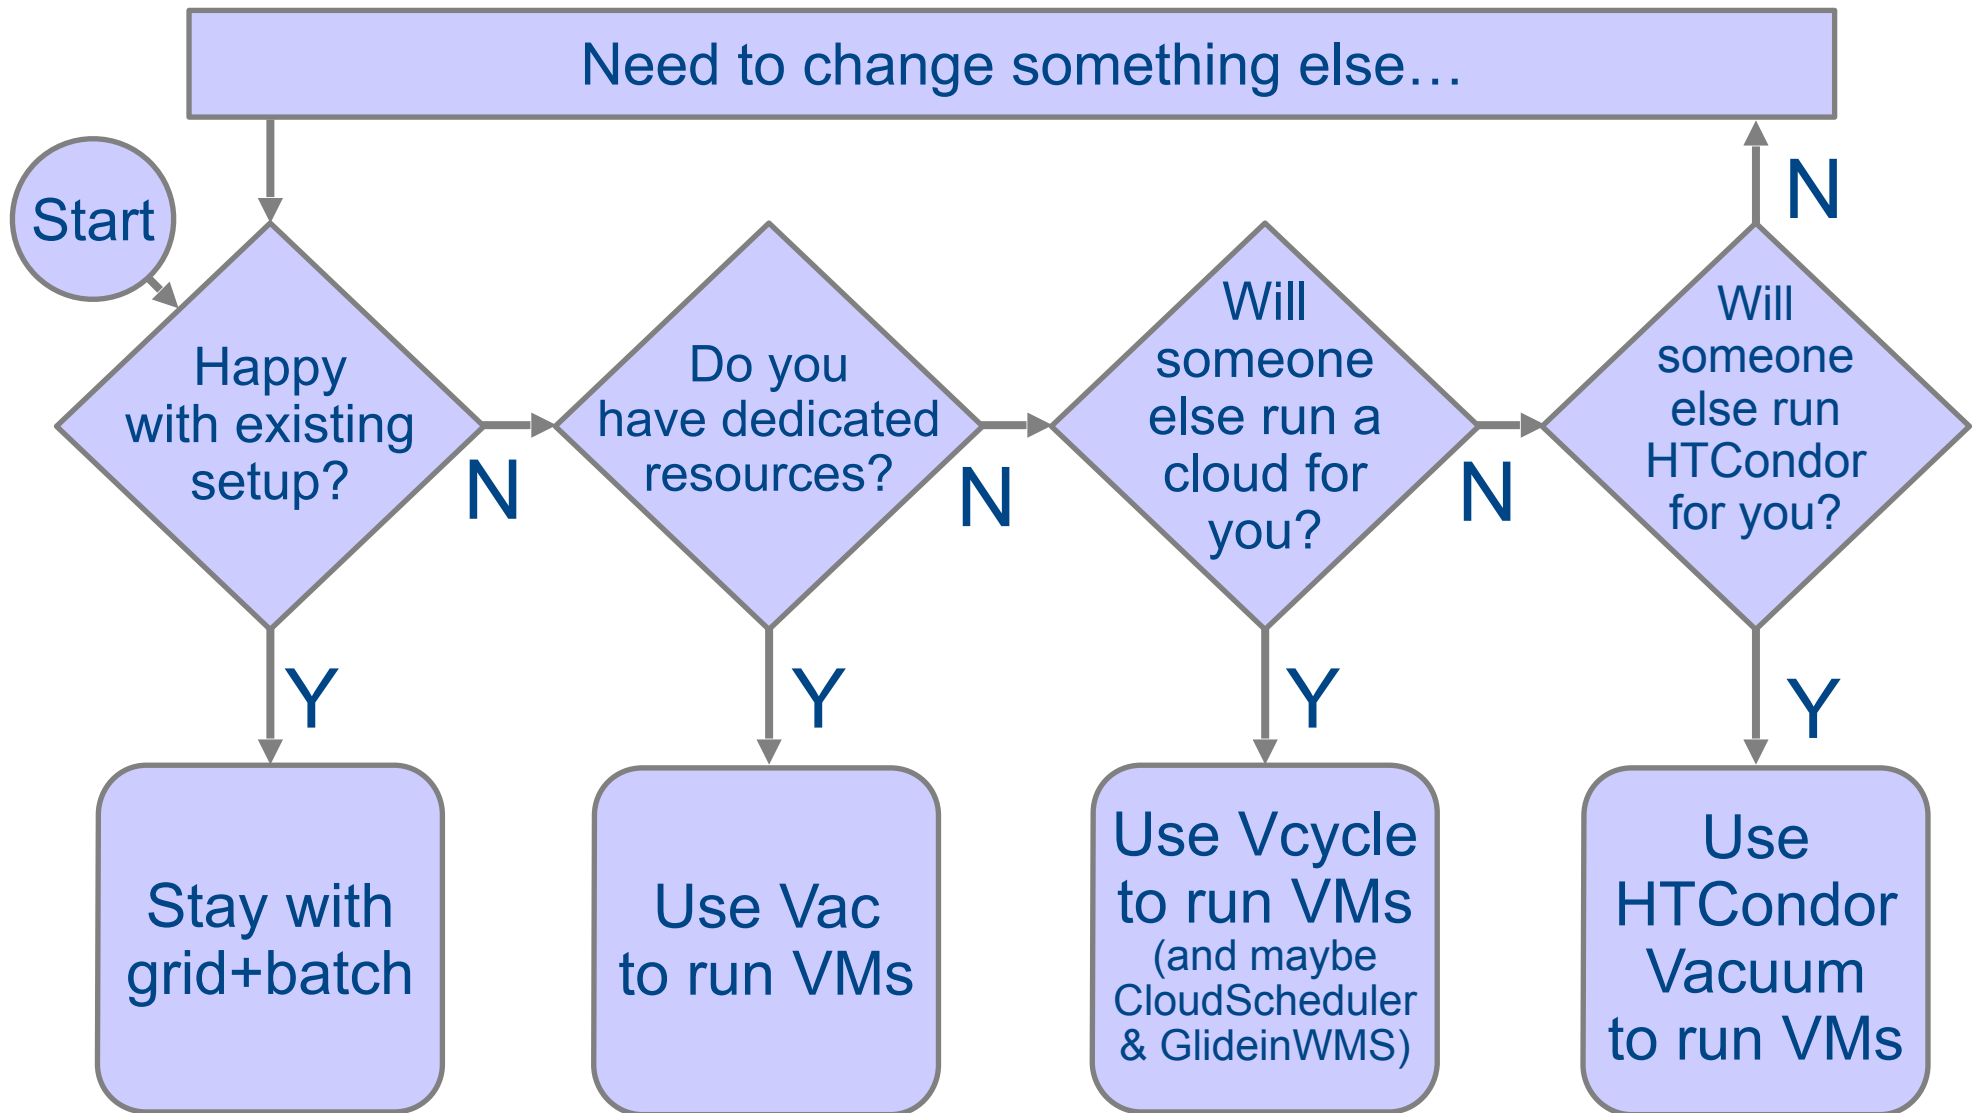 Need to change something else…
Start
Happy
with existing
setup?
N
Y
Do you
have dedicated
resources?
N
Y
Will
someone
else run a
cloud for
you?
N
Y
Will
someone
else run
HTCondor
for you?
N
Y
Stay with
grid+batch
Use Vac
to run VMs
Use Vcycle
to run VMs
(and maybe
CloudScheduler
& GlideinWMS)
Use
HTCondor
Vacuum
to run VMs